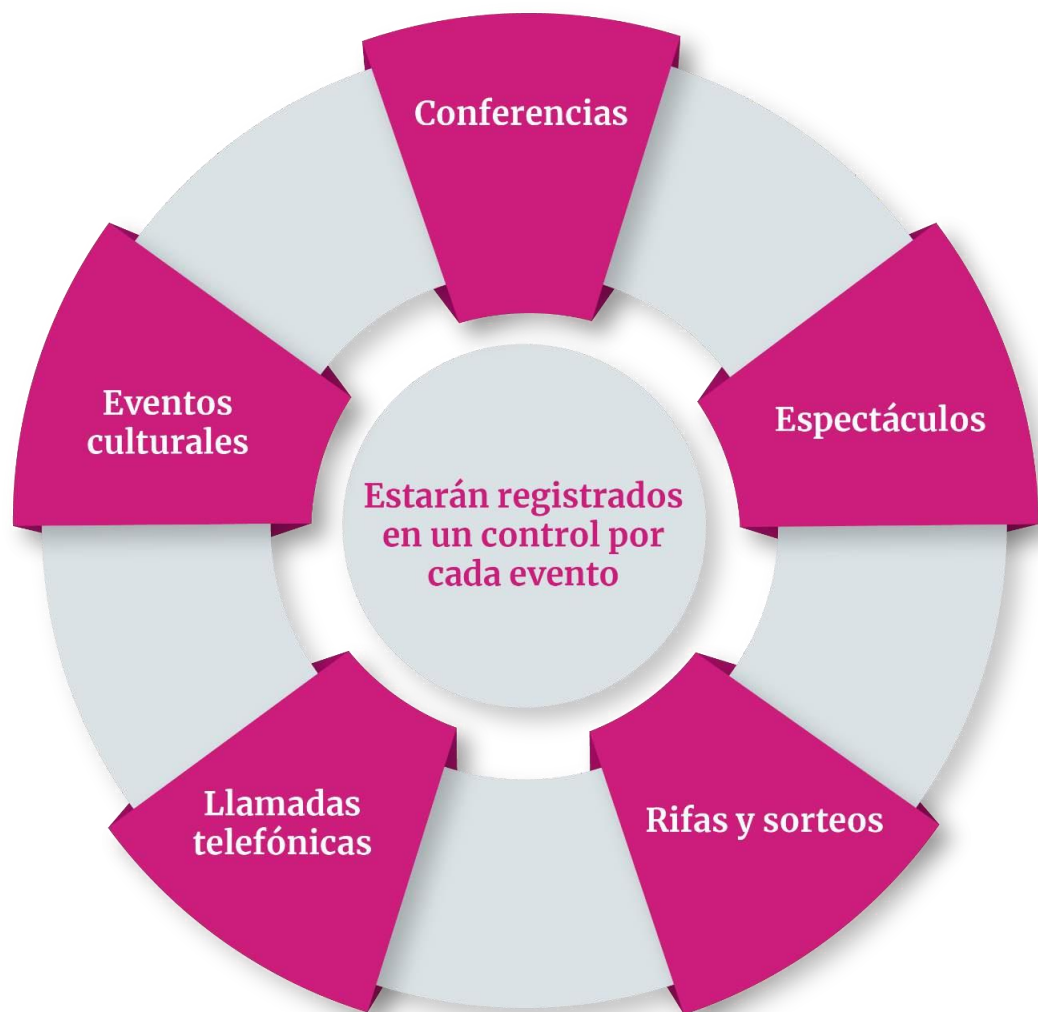 Conferencias
Espectáculos
Rifas y sorteos
Llamadas
telefónicas
Eventos
culturales
Estarán registrados
en un control por
cada evento